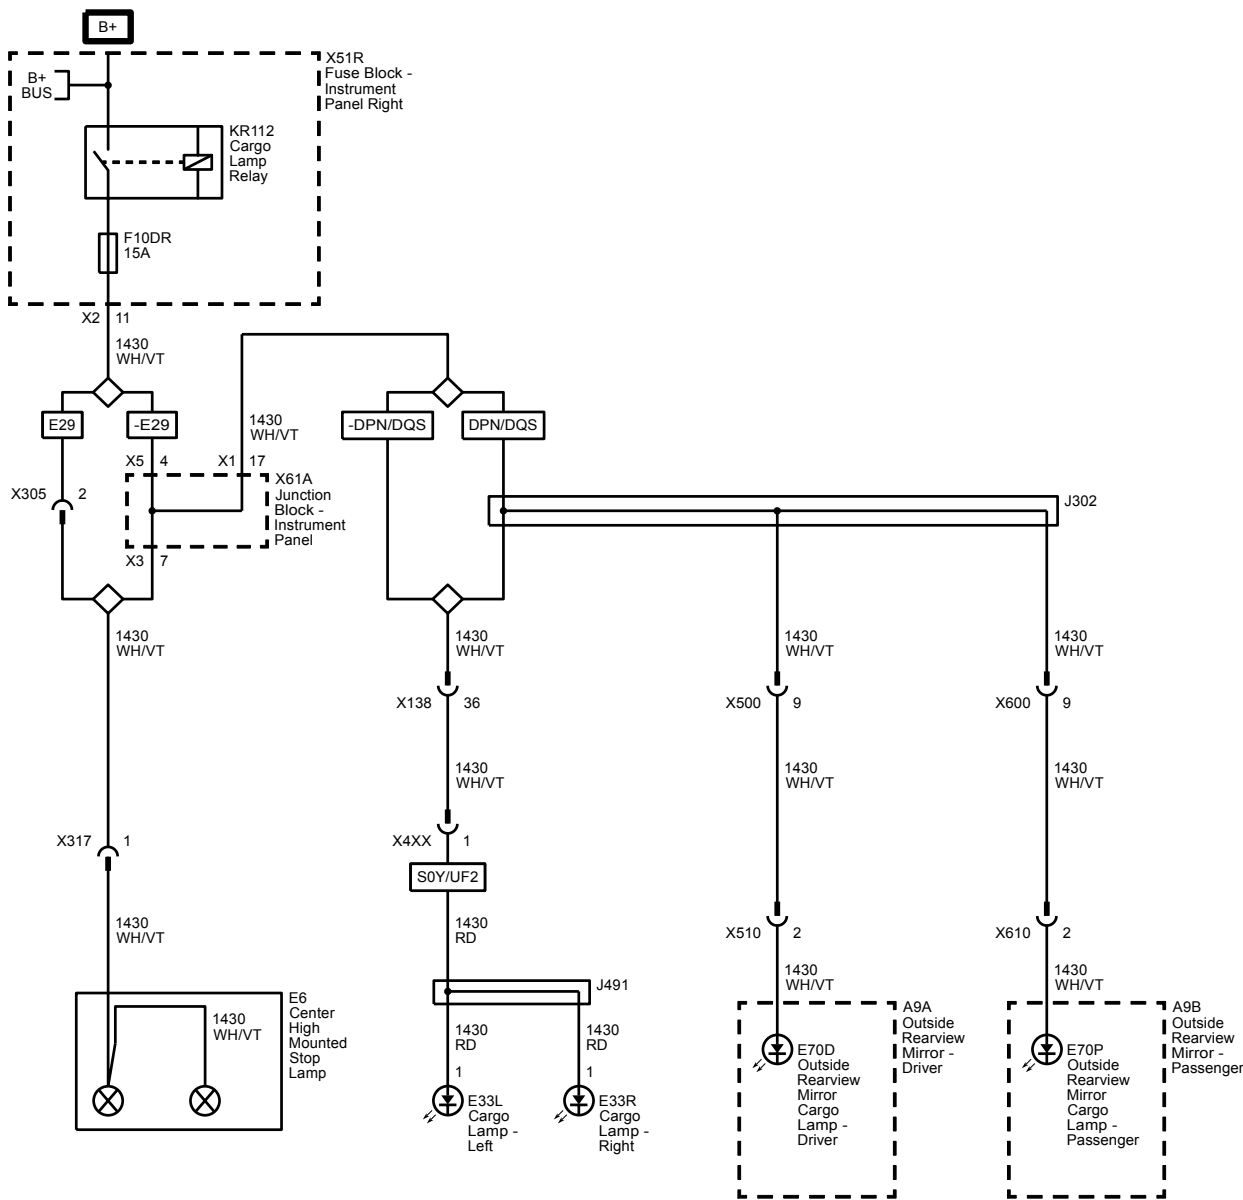 B+
X51R
Fuse Block -
Instrument
Panel Right
B+
BUS
KR112
Cargo
Lamp
Relay
F10DR
15A
X2 11
1430
WH/VT
E29
-E29
1430
WH/VT
-DPN/DQS
DPN/DQS
X5 4
X1 17
X61A
Junction
Block -
Instrument
Panel
X305 2
J302
X3 7
1430
WH/VT
1430
WH/VT
1430
WH/VT
1430
WH/VT
X138 36
X500 9
X600 9
1430
WH/VT
1430
WH/VT
1430
WH/VT
X317 1
X4XX 1
S0Y/UF2
1430
WH/VT
1430
RD
X510 2
X610 2
1430
WH/VT
1430
WH/VT
J491
E6
Center
High
Mounted
Stop
Lamp
1430
WH/VT
1430
RD
1430
RD
1
1
E33L
Cargo
Lamp -
Left
E33R
Cargo
Lamp -
Right
A9A
Outside
Rearview
Mirror -
Driver
E70D
Outside
Rearview
Mirror
Cargo
Lamp -
Driver
A9B
Outside
Rearview
Mirror -
Passenger
E70P
Outside
Rearview
Mirror
Cargo
Lamp -
Passenger